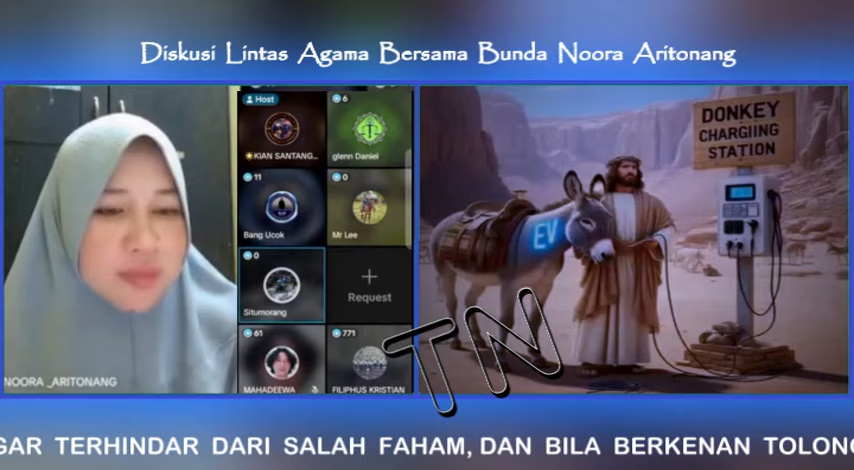 Diskusi Lintas Agama Bersama Bunda Noora Aritonang
Host
KIAN SANTANG...
6
glenn Daniel
11
Bang Ucok
0
Mr Lee
0
Situmorang
+
Request
61
MAHADEEWA
771
FILIPHUS KRISTIAN
NOORA _ARITONANG
DONKEY
CHARGIING
STATION
EV
TN
GAR TERHINDAR DARI SALAH FAHAM, DAN BILA BERKENAN TOLONG